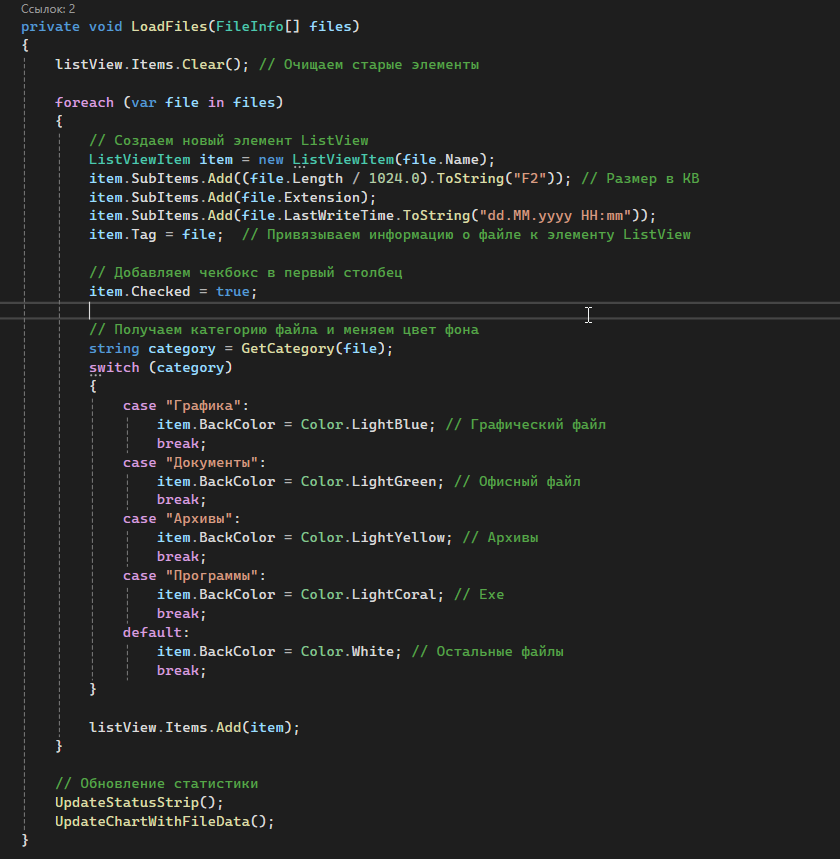 Ссылок: 2
private void LoadFiles(FileInfo[] files)
{
listView.Items.Clear(); // Очищаем старые элементы
foreach (var file in files)
{
// Создаем новый элемент ListView
ListViewItem item = new ListViewItem(file.Name);
item.SubItems.Add((file.Length / 1024.0).ToString("F2")); // Размер в КВ
item.SubItems.Add(file.Extension);
item.SubItems.Add(file.LastWriteTime.ToString("dd.MM.yyyy HH:mm"));
item.Tag = file;  // Привязываем информацию о файле к элементу ListView
// Добавляем чекбокс в первый столбец
item.Checked = true;
// Получаем категорию файла и меняем цвет фона
string category = GetCategory(file);
switch (category)
{
case "Графика":
item.BackColor = Color.LightBlue; // Графический файл
break;
case "Документы":
item.BackColor = Color.LightGreen; // Офисный файл
break;
case "Архивы":
item.BackColor = Color.LightYellow; // Архивы
break;
case "Программы":
item.BackColor = Color.LightCoral; // Exe
break;
default:
item.BackColor = Color.White; // Остальные файлы
break;
}
listView.Items.Add(item);
}
// Обновление статистики
UpdateStatusStrip();
UpdateChartWithFileData();
}